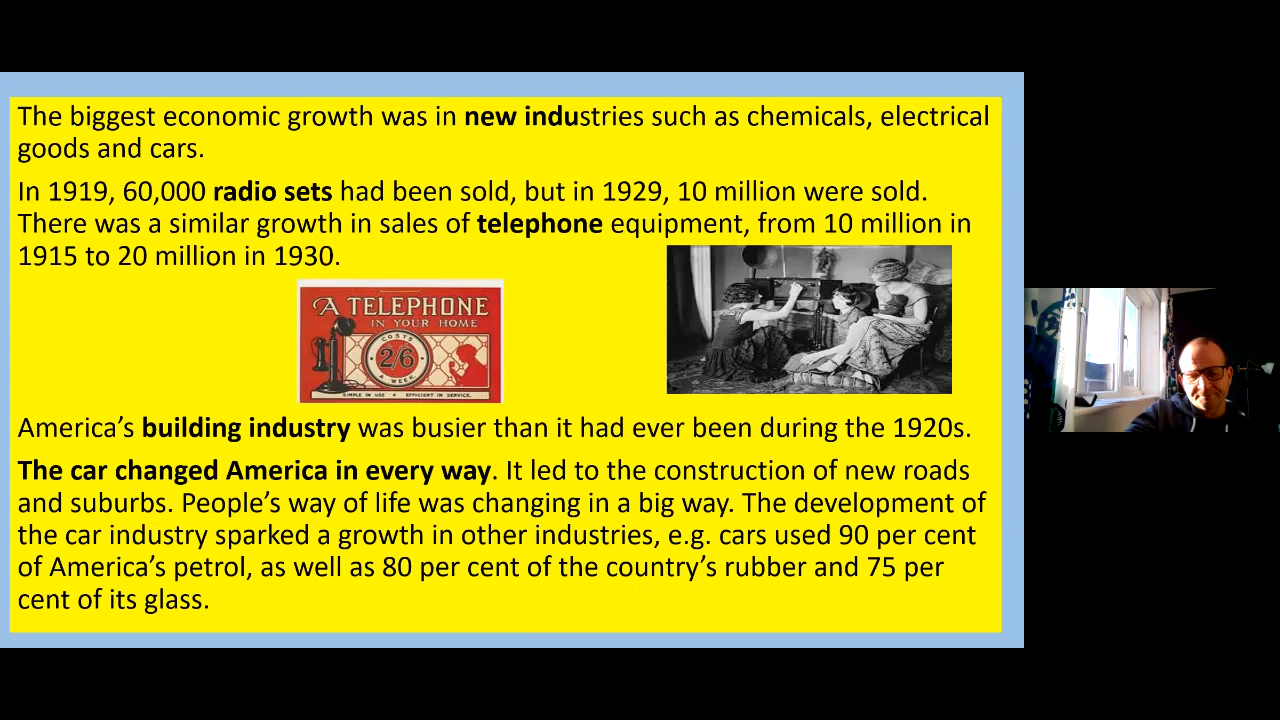 The biggest economic growth was in new industries such as chemicals, electrical
goods and cars.
In 1919, 60,000 radio sets had been sold, but in 1929, 10 million were sold.
There was a similar growth in sales of telephone equipment, from 10 million in
1915 to 20 million in 1930.
A TELEPHONE
IN YOUR HOME
COSTS
2/6
A WEEK
SIMPLE IN USE • EFFICIENT IN SERVICE.
America's building industry was busier than it had ever been during the 1920s.
The car changed America in every way. It led to the construction of new roads
and suburbs. People's way of life was changing in a big way. The development of
the car industry sparked a growth in other industries, e.g. cars used 90 per cent
of America's petrol, as well as 80 per cent of the country's rubber and 75 per
cent of its glass.